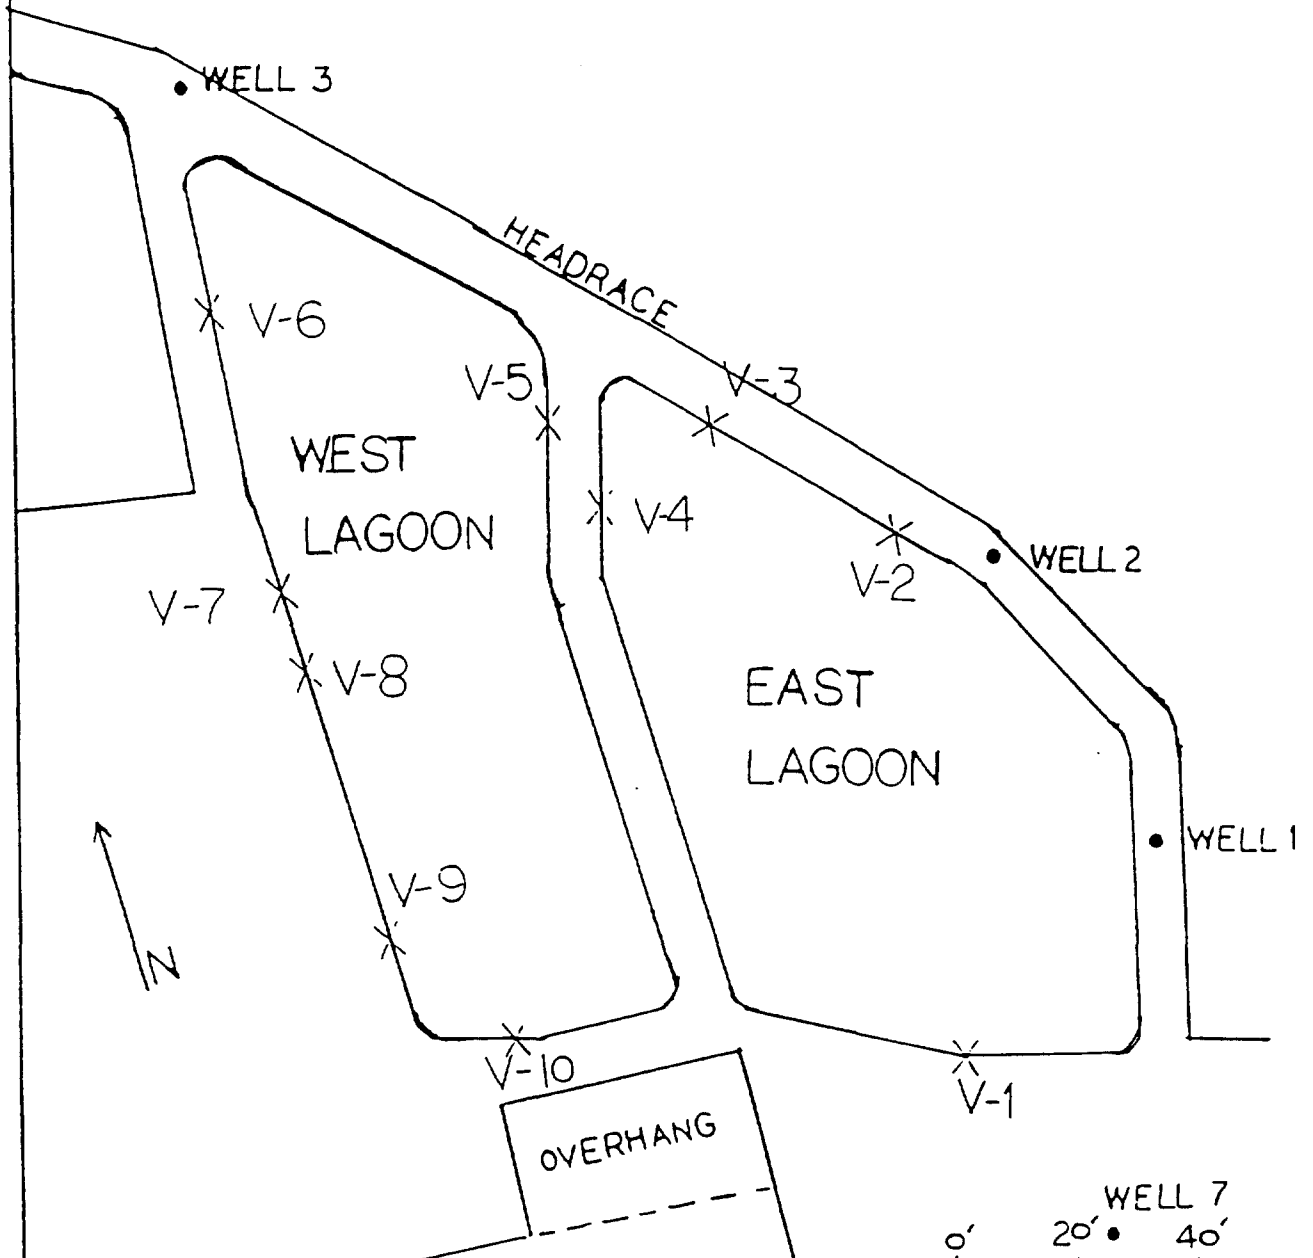 WELL 3
HEADRACE
V-6
V-5
V-3
WEST
LAGOON
V-4
WELL 2
V-2
V-7
V-8
EAST
LAGOON
WELL 1
V-9
N
V-10
V-1
OVERHANG
WELL 7
0' 20' 40'